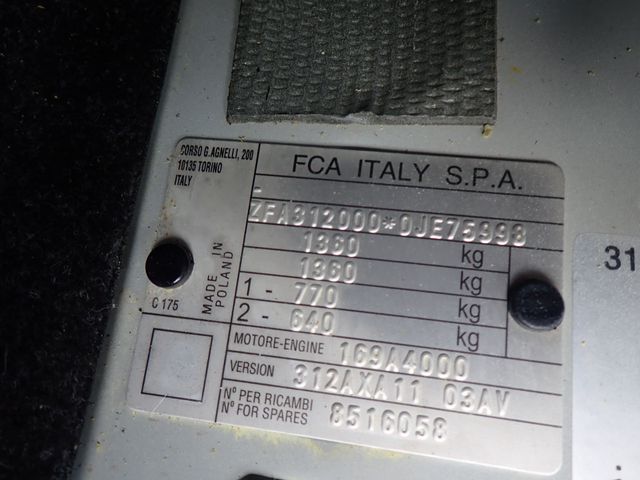 CORSO G.AGNELLI, 200
10135 TORINO
ITALY
FCA ITALY S.P.A.
-
ZFA312000*0JE75998
1360 kg
1360 kg
1 - 770 kg
2 - 640 kg
MADE IN
POLAND
C 175
MOTORE-ENGINE 169A4000
VERSION 312AXA11 03AV
N° PER RICAMBI
N° FOR SPARES 8516058
31